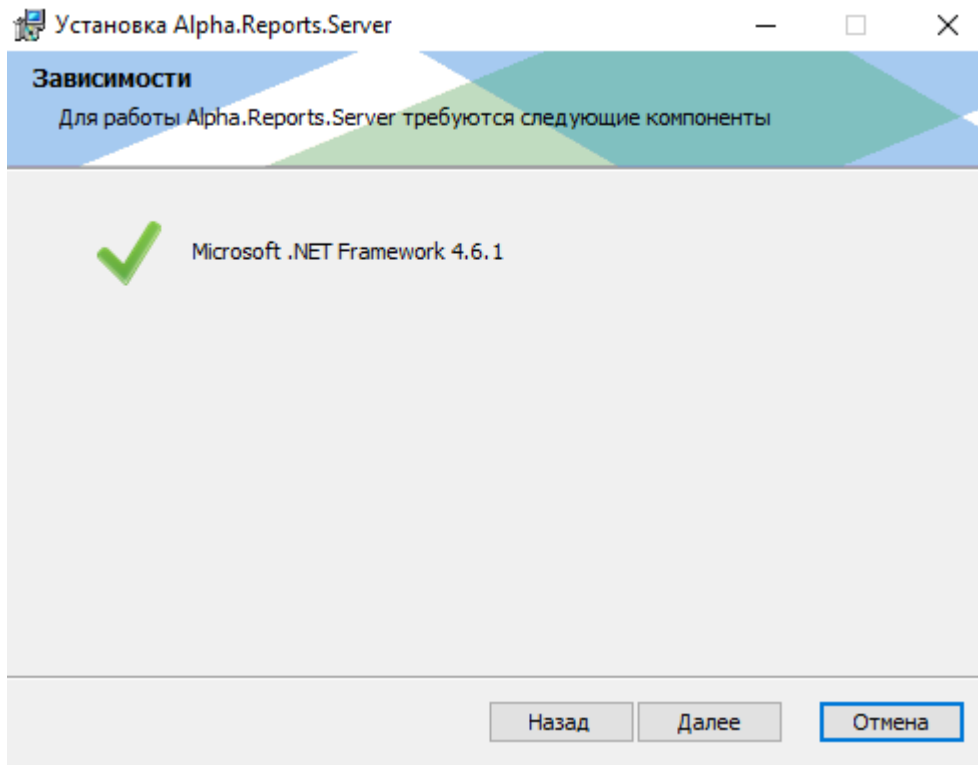 Установка Alpha.Reports.Server
Зависимости
Для работы Alpha.Reports.Server требуются следующие компоненты
Microsoft .NET Framework 4.6.1
Назад Далее Отмена